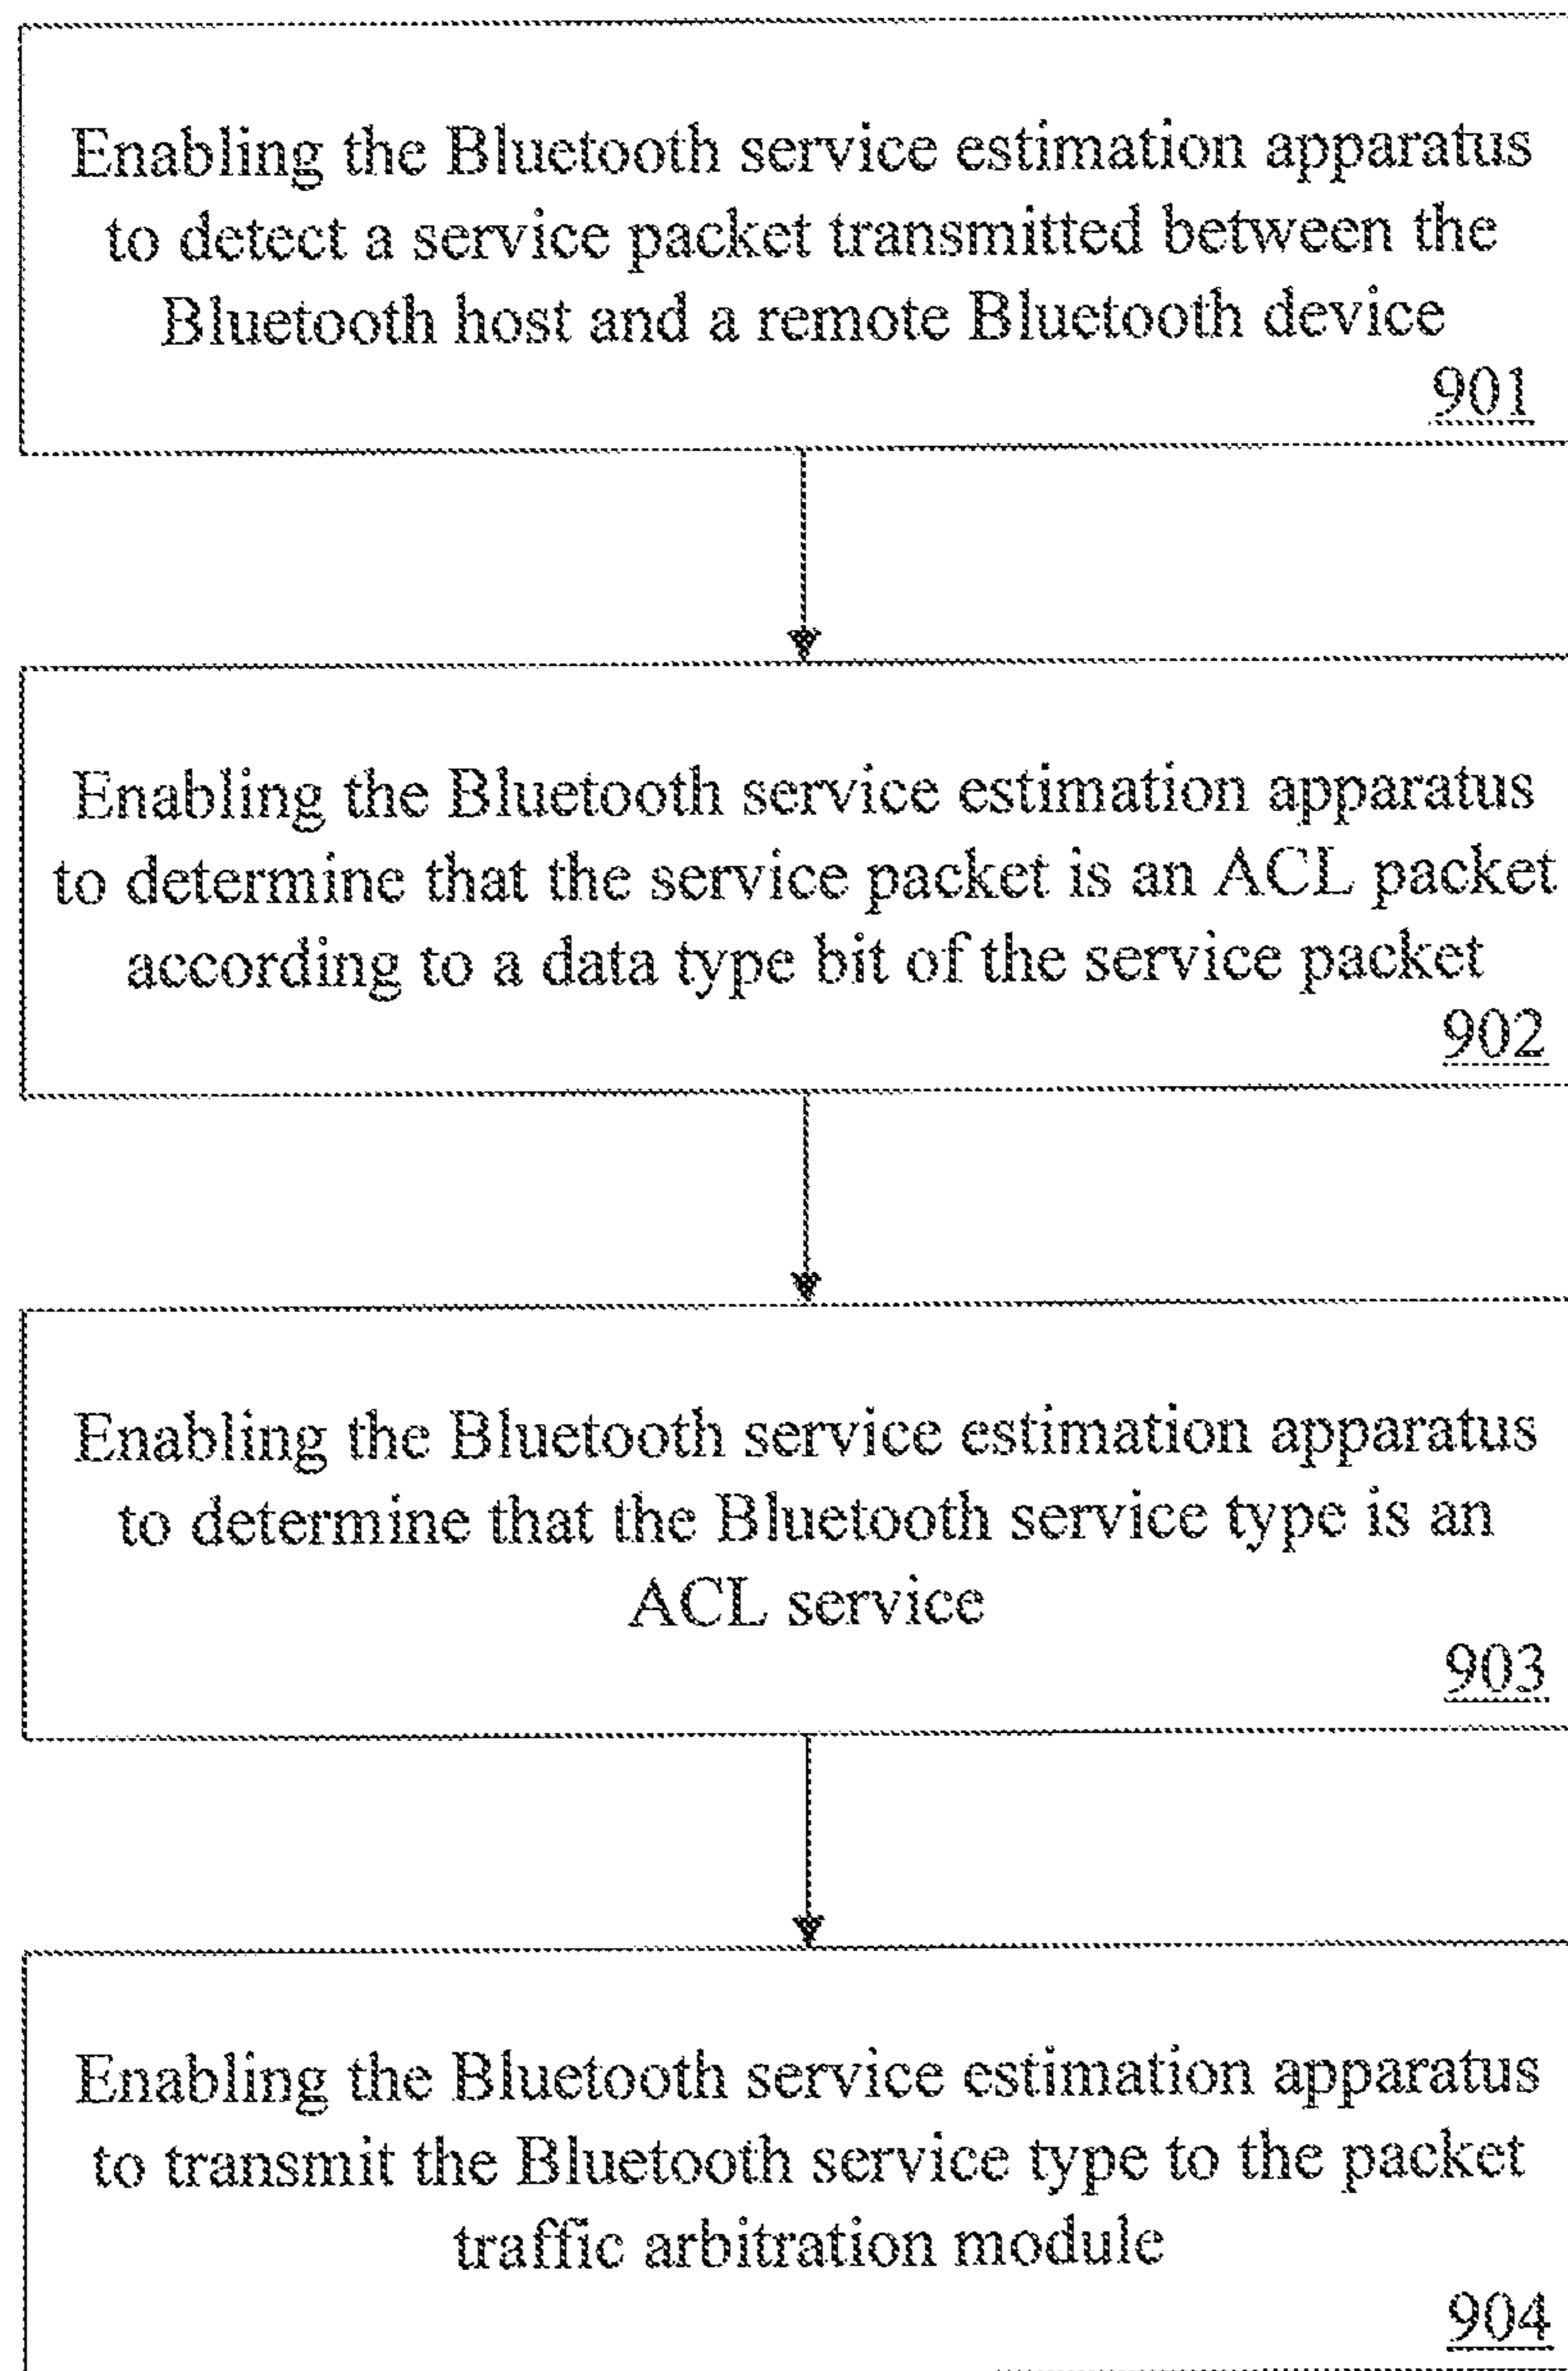 Enabling the Bluetooth service estimation apparatus
to detect a service packet transmitted between the
Bluetooth host and a remote Bluetooth device
901
Enabling the Bluetooth service estimation apparatus
to determine that the service packet is an ACL packet
according to a data type bit of the service packet
902
Enabling the Bluetooth service estimation apparatus
to determine that the Bluetooth service type is an
ACL service
903
Enabling the Bluetooth service estimation apparatus
to transmit the Bluetooth service type to the packet
traffic arbitration module
904